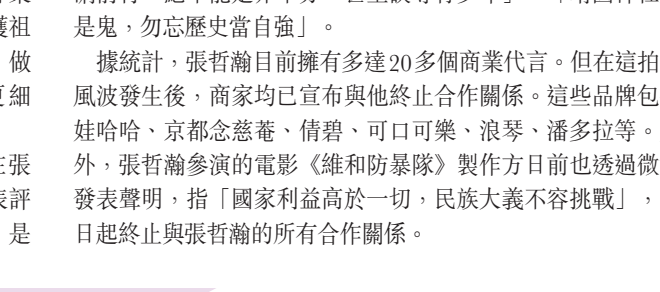 是鬼，勿忘歷史當自強」。
據統計，張哲瀚目前擁有多達20多個商業代言。但在這拍
風波發生後，商家均已宣布與他終止合作關係。這些品牌包
娃哈哈、京都念慈菴、倩碧、可口可樂、浪琴、潘多拉等。
外，張哲瀚參演的電影《維和防暴隊》製作方日前也透過微
發表聲明，指「國家利益高於一切，民族大義不容挑戰」，
日起終止與張哲瀚的所有合作關係。
護祖
做
更細
在張
表評
是